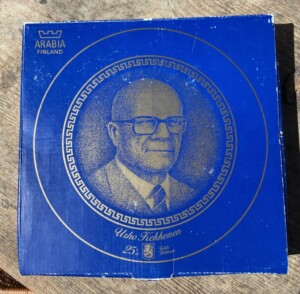 ARABIA
FINLAND
Urho Kekkonen
25